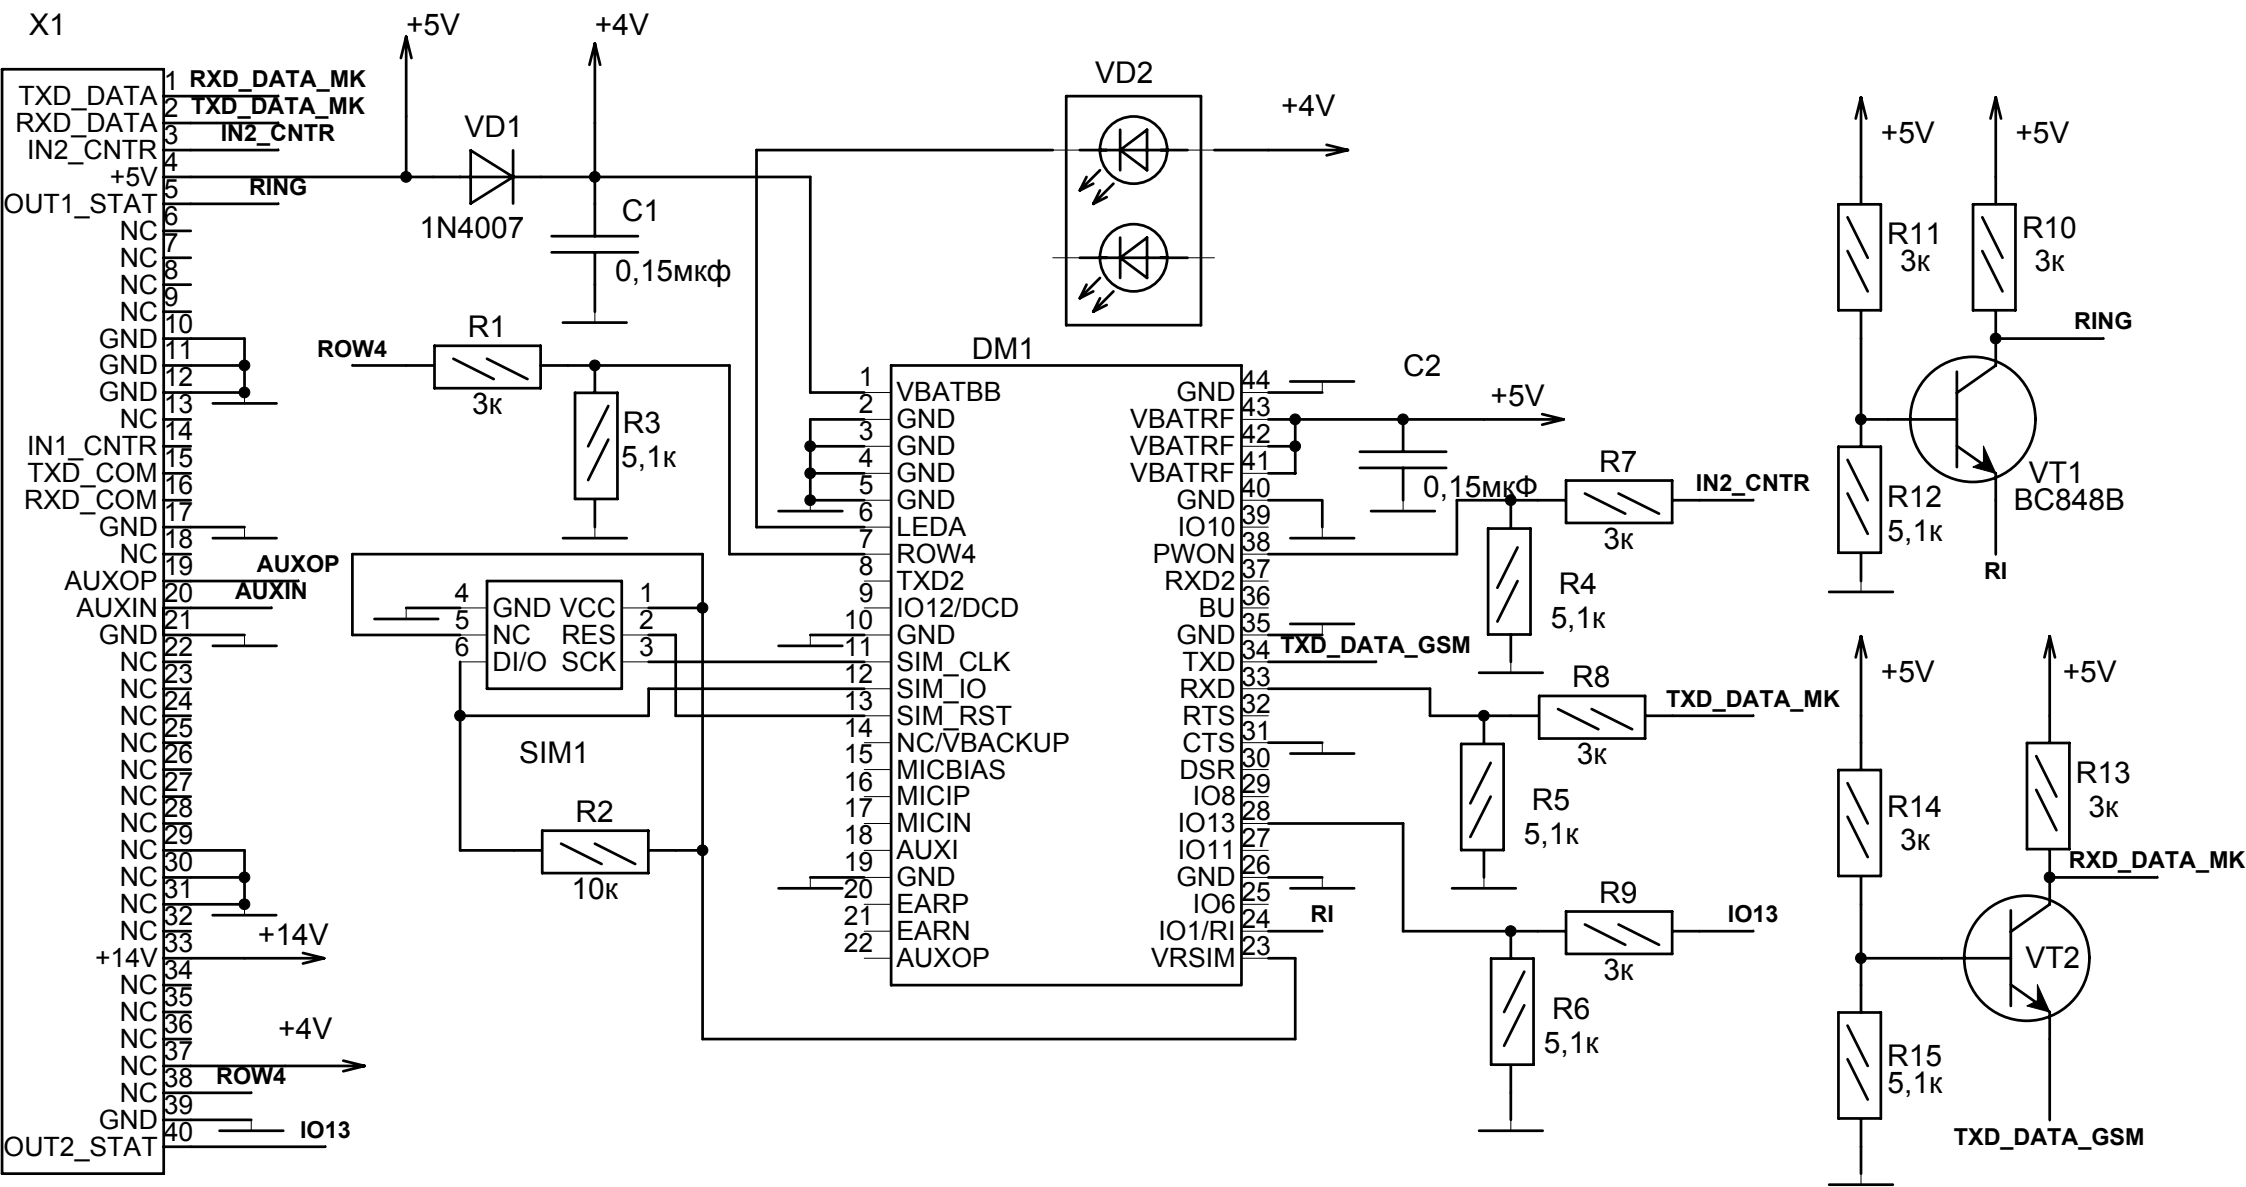 X1
+5V
+4V
TXD_DATA 1 RXD_DATA_MK
RXD_DATA 2 TXD_DATA_MK
IN2_CNTR 3 IN2_CNTR
+5V 4
OUT1_STAT 5 RING
NC 6
NC 7
NC 8
NC 9
GND 10
GND 11
GND 12
NC 13
IN1_CNTR 14
TXD_COM 15
RXD_COM 16
GND 17
NC 18
AUXOP 19 AUXOP
AUXIN 20 AUXIN
GND 21
NC 22
NC 23
NC 24
NC 25
NC 26
NC 27
NC 28
NC 29
NC 30
NC 31
NC 32
+14V 33 +14V
NC 34
NC 35
NC 36
NC 37 +4V
NC 38 ROW4
GND 39
OUT2_STAT 40 IO13
VD1
1N4007
C1
0,15мкф
ROW4
R1
3к
R3
5,1к
VD2
+4V
DM1
1 VBATBB
2 GND
3 GND
4 GND
5 GND
6 LEDA
7 ROW4
8 TXD2
9 IO12/DCD
10 GND
11 SIM_CLK
12 SIM_IO
13 SIM_RST
14 NC/VBACKUP
15 MICBIAS
16 MICIP
17 MICIN
18 AUXI
19 GND
20 EARP
21 EARN
22 AUXOP
GND 44
VBATRF 43
VBATRF 42
VBATRF 41
GND 40
IO10 39
PWON 38
RXD2 37
BU 36
GND 35
TXD 34 TXD_DATA_GSM
RXD 33
RTS 32
CTS 31
DSR 30
IO8 29
IO13 28
IO11 27
GND 26
IO6 25
IO1/RI 24 RI
VRSIM 23
4 GND VCC 1
5 NC RES 2
6 DI/O SCK 3
SIM1
R2
10к
C2
+5V
0,15мкФ
R7
3к
IN2_CNTR
R4
5,1к
R8
3к
TXD_DATA_MK
R5
5,1к
R9
3к
IO13
R6
5,1к
+5V
+5V
R11
3к
R10
3к
RING
VT1
BC848B
R12
5,1к
RI
+5V
+5V
R14
3к
R13
3к
RXD_DATA_MK
VT2
R15
5,1к
TXD_DATA_GSM